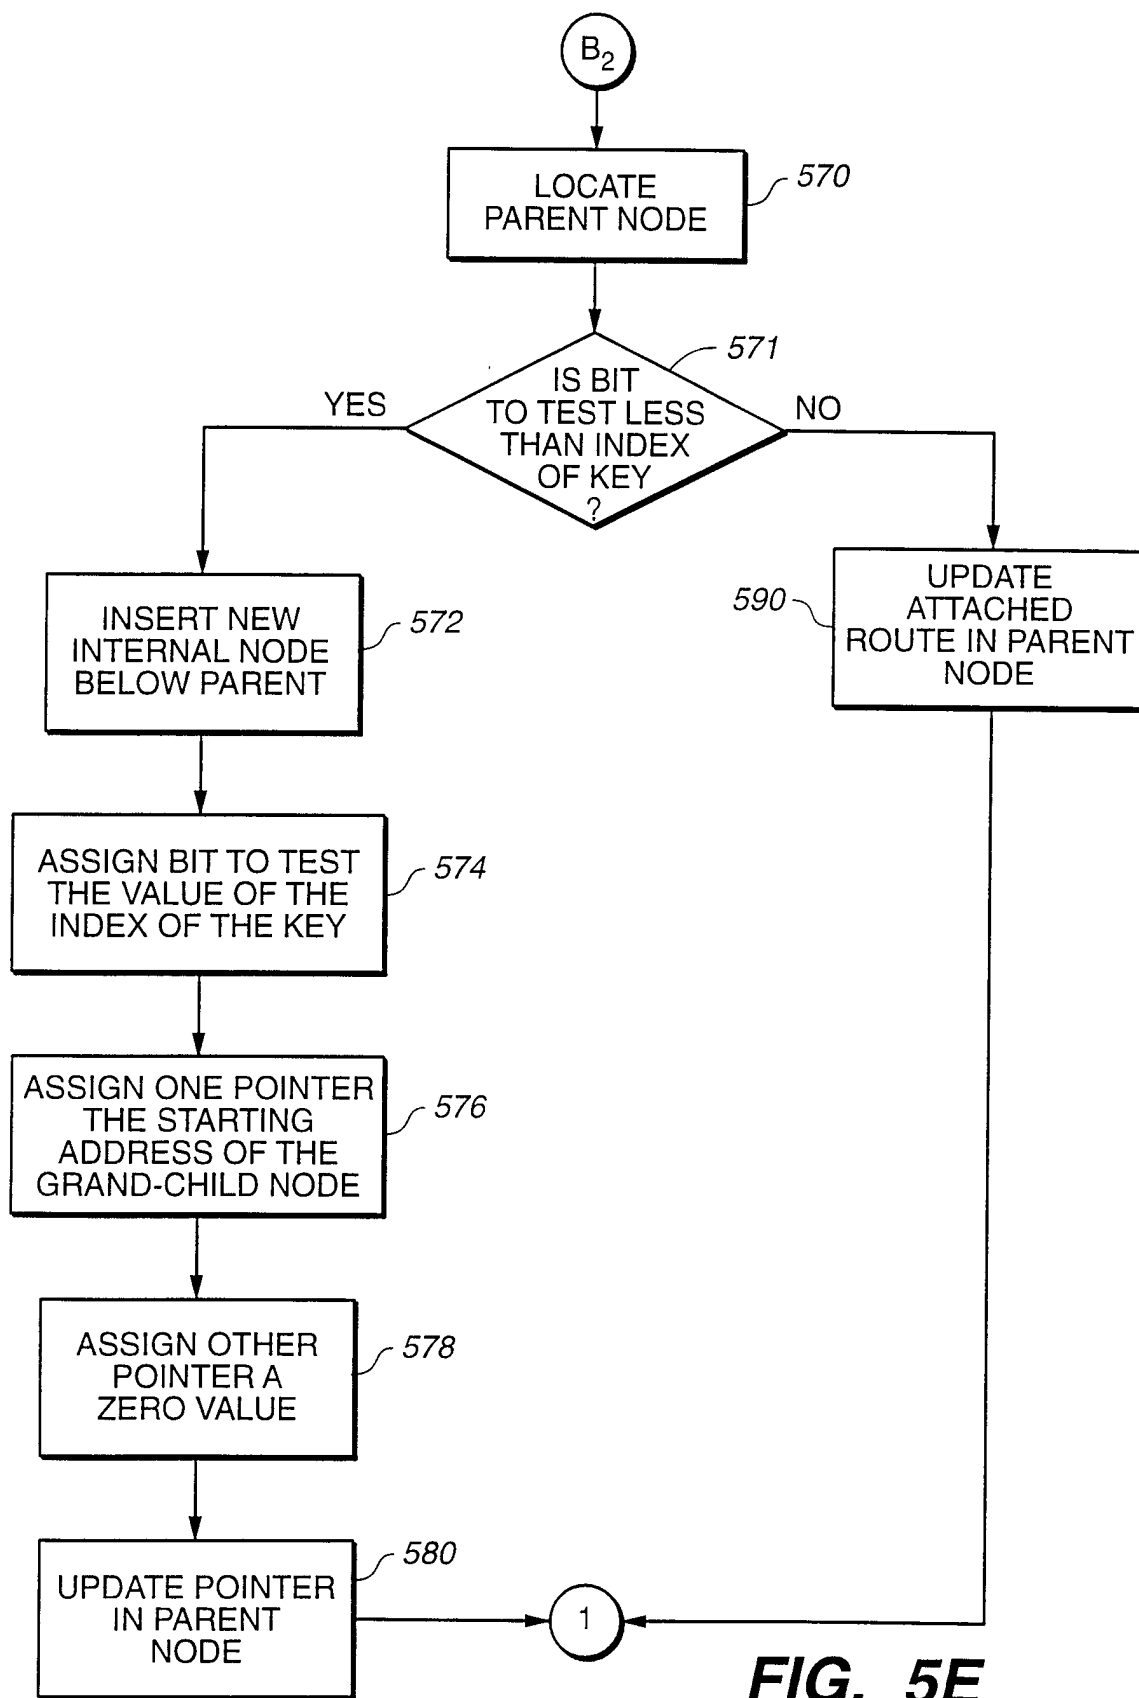 B2
LOCATE
PARENT NODE
570
IS BIT
TO TEST LESS
THAN INDEX
OF KEY
?
571
YES
NO
INSERT NEW
INTERNAL NODE
BELOW PARENT
572
UPDATE
ATTACHED
ROUTE IN PARENT
NODE
590
ASSIGN BIT TO TEST
THE VALUE OF THE
INDEX OF THE KEY
574
ASSIGN ONE POINTER
THE STARTING
ADDRESS OF THE
GRAND-CHILD NODE
576
ASSIGN OTHER
POINTER A
ZERO VALUE
578
UPDATE POINTER
IN PARENT
NODE
580
1
FIG. 5E